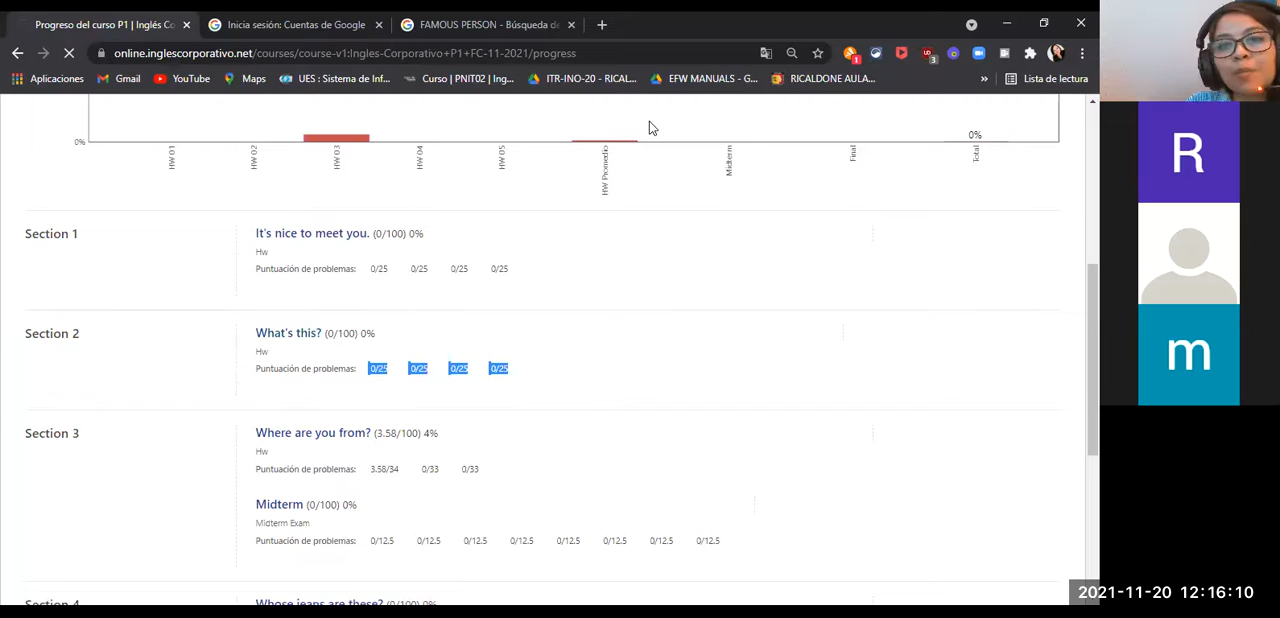 Progreso del curso P1 | Inglés Co
Inicia sesión: Cuentas de Google
FAMOUS PERSON - Búsqueda de
online.inglescorporativo.net/courses/course-v1:Ingles-Corporativo+P1+FC-11-2021/progress
1
3
Aplicaciones
Gmail
YouTube
Maps
UES : Sistema de Inf...
Curso | PNIT02 | Ing...
ITR-INO-20 - RICAL...
EFW MANUALS - G...
RICALDONE AULA...
»
Lista de lectura
0%
0%
HW 01
HW 02
HW 03
HW 04
HW 05
HW Promedio
Midterm
Final
Total
Section 1
It's nice to meet you. (0/100) 0%
Hw
Puntuación de problemas: 0/25 0/25 0/25 0/25
Section 2
What's this? (0/100) 0%
Hw
Puntuación de problemas: 0/25 0/25 0/25 0/25
Section 3
Where are you from? (3.58/100) 4%
Hw
Puntuación de problemas: 3.58/34 0/33 0/33
Midterm (0/100) 0%
Midterm Exam
Puntuación de problemas: 0/12.5 0/12.5 0/12.5 0/12.5 0/12.5 0/12.5 0/12.5 0/12.5
Section 4
Whose jeans are these? (0/100) 0%
R
m
2021-11-20 12:16:10